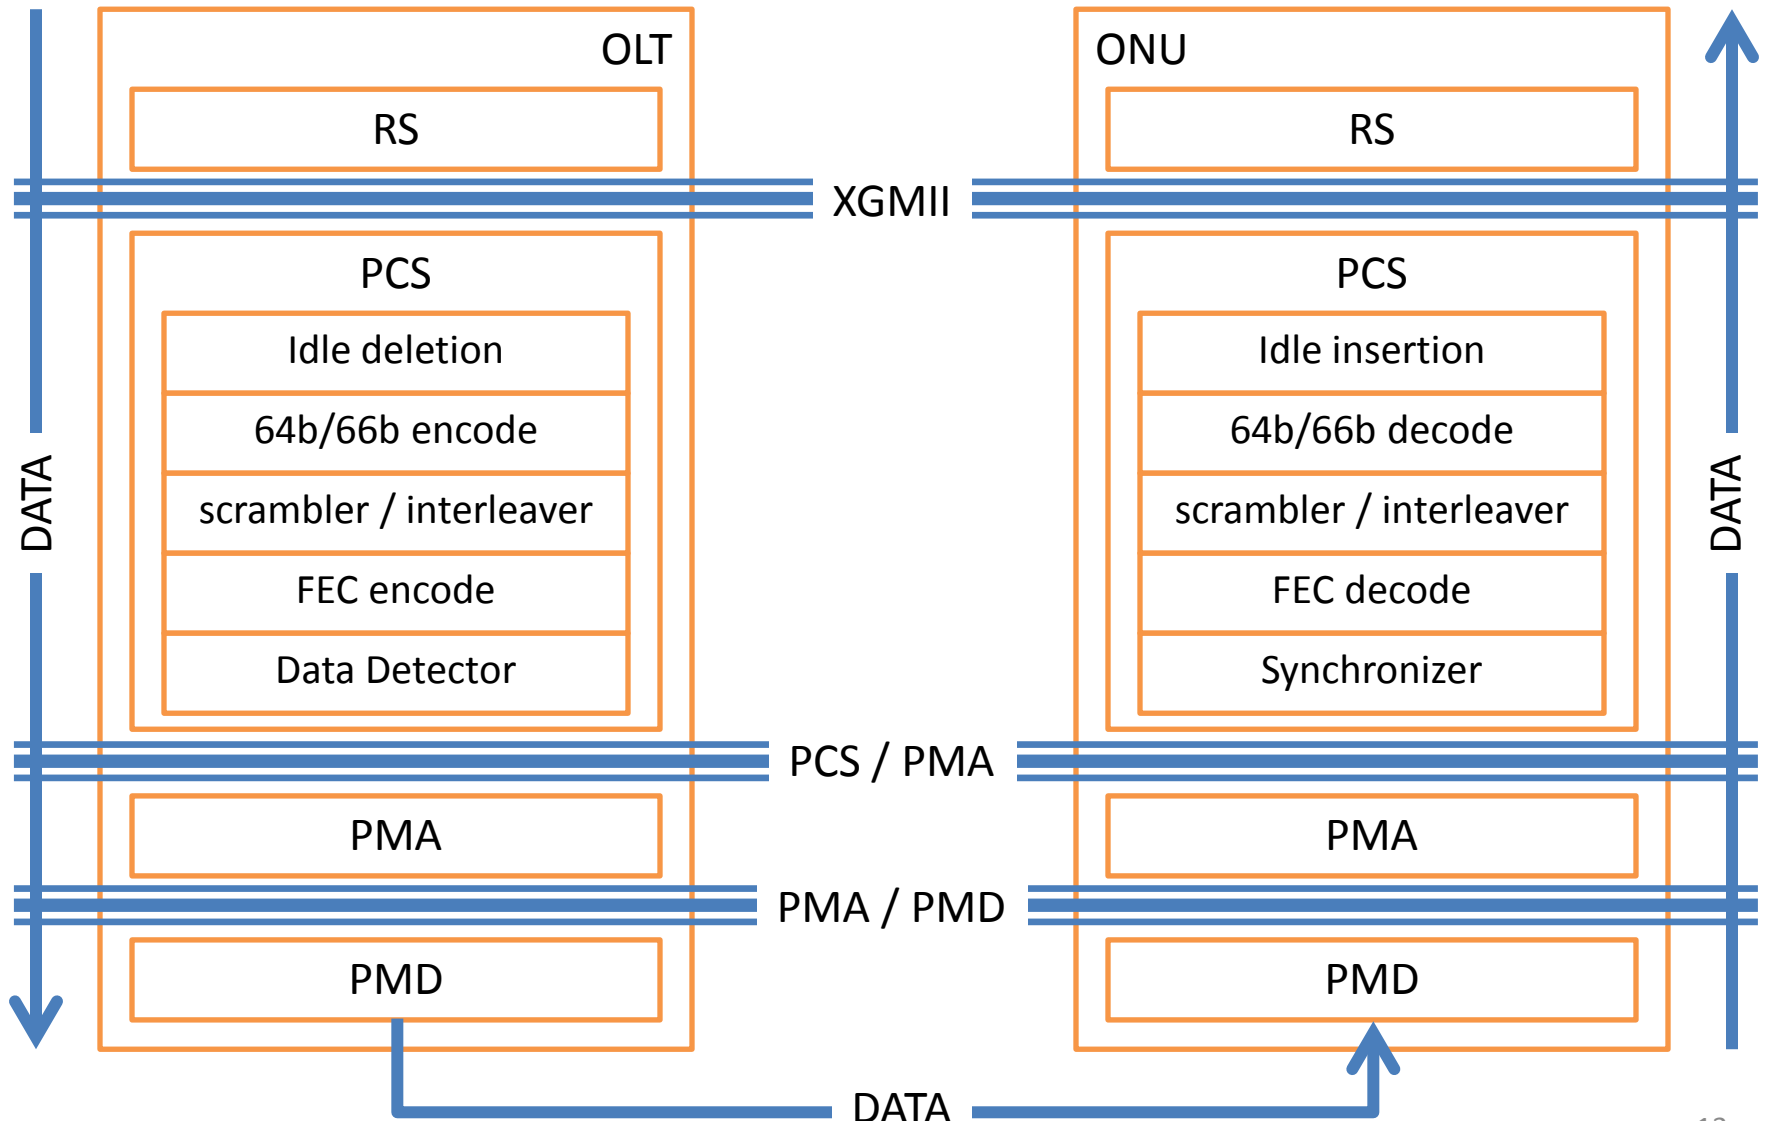 OLT
RS
XGMII
PCS
Idle deletion
64b/66b encode
scrambler / interleaver
FEC encode
Data Detector
DATA
PCS / PMA
PMA
PMA / PMD
PMD
ONU
RS
PCS
Idle insertion
64b/66b decode
scrambler / interleaver
FEC decode
Synchronizer
DATA
PMA
PMD
DATA